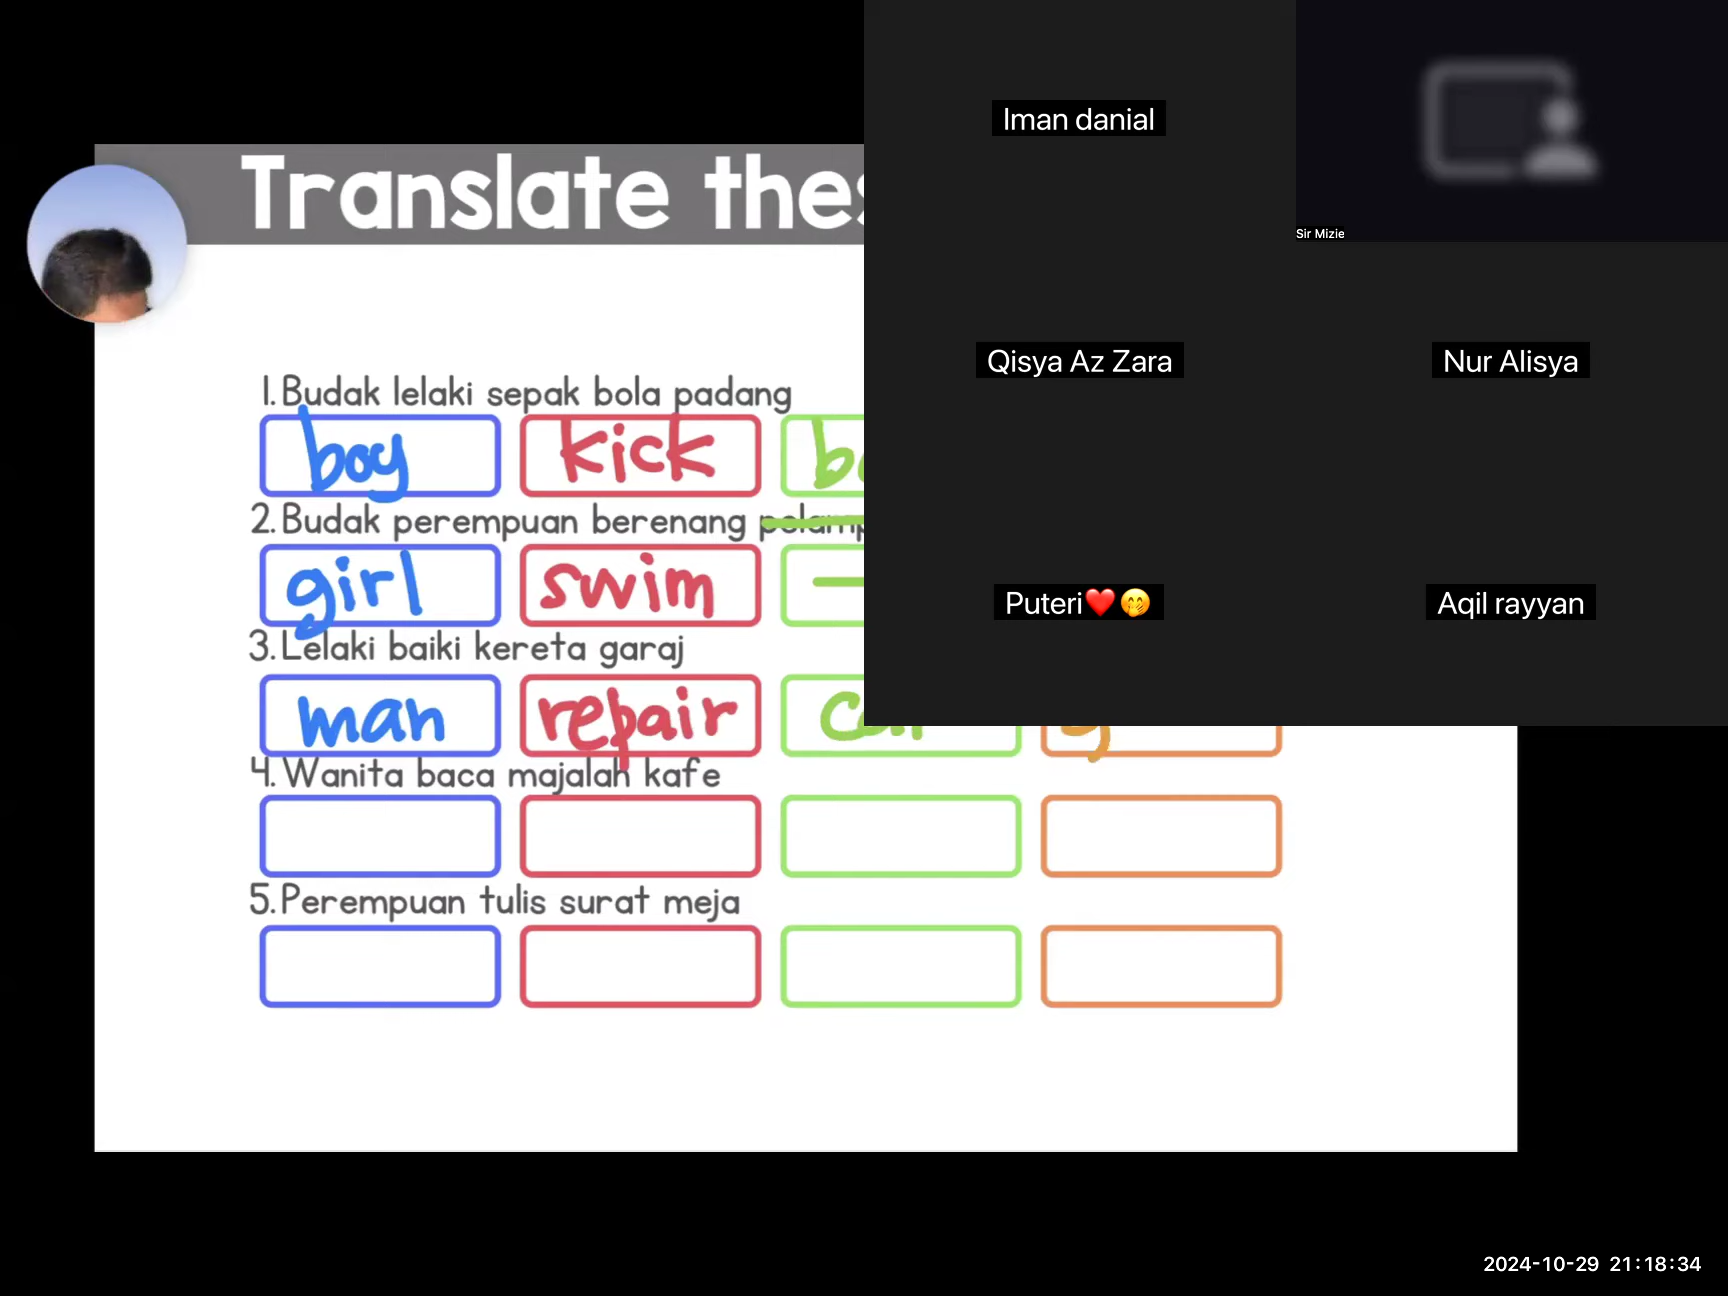 Translate
Iman danial
Sir Mizie
Qisya Az Zara
Nur Alisya
Puteri❤️🤭
Aqil rayyan
1. Budak lelaki sepak bola padang
boy kick
2. Budak perempuan berenang
girl swim
3. Lelaki baiki kereta garaj
man repair car
4. Wanita baca majalah kafe
5. Perempuan tulis surat meja
2024-10-29 21:18:34